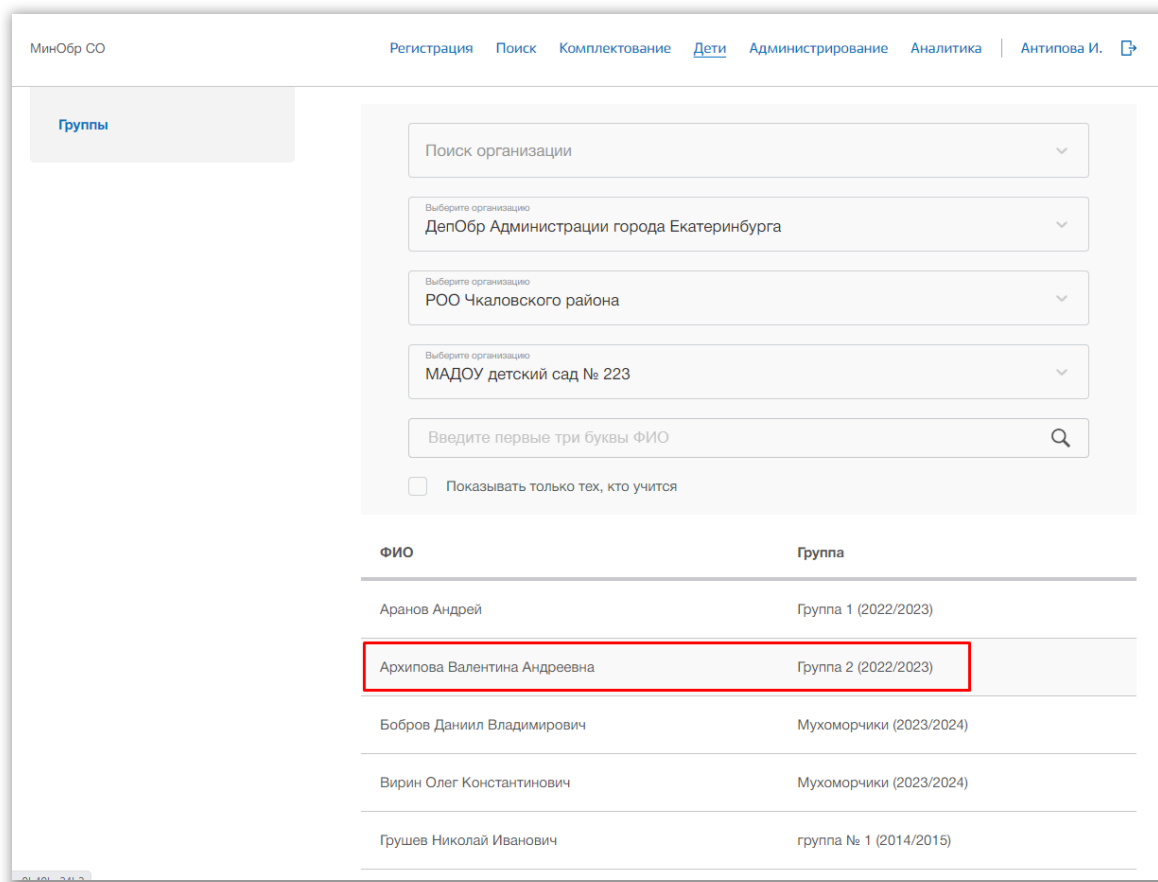 МинОбр СО
Регистрация Поиск Комплектование Дети Администрирование Аналитика Антипова И.
Группы
Поиск организации
Выберите организацию
ДепОбр Администрации города Екатеринбурга
Выберите организацию
РОО Чкаловского района
Выберите организацию
МАДОУ детский сад № 223
Введите первые три буквы ФИО
Показывать только тех, кто учится
ФИО Группа
Аранов Андрей Группа 1 (2022/2023)
Архипова Валентина Андреевна Группа 2 (2022/2023)
Бобров Даниил Владимирович Мухоморчики (2023/2024)
Вирин Олег Константинович Мухоморчики (2023/2024)
Грушев Николай Иванович группа № 1 (2014/2015)